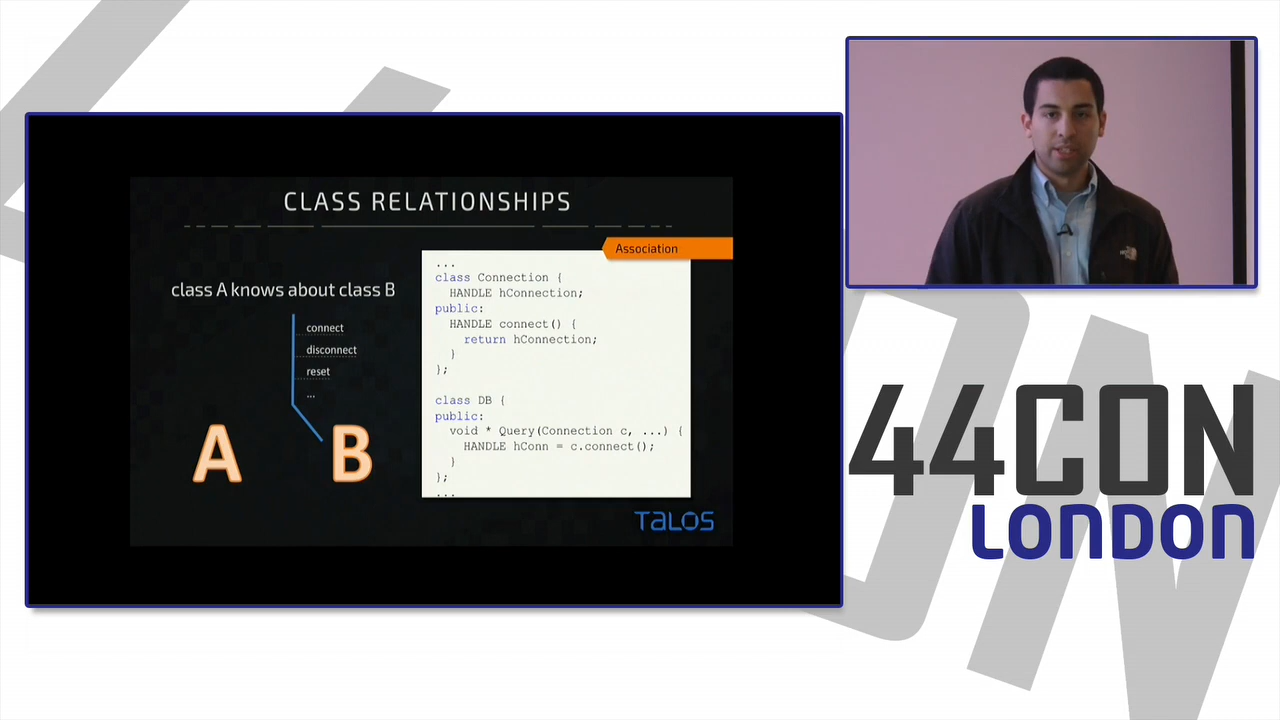 CLASS RELATIONSHIPS
Association
class A knows about class B
connect
disconnect
reset
...
A B
...
class Connection {
HANDLE hConnection;
public:
HANDLE connect() {
return hConnection;
}
};
class DB {
public:
void * Query(Connection c, ...) {
HANDLE hConn = c.connect();
}
};
...
TALOS
44CON
LONDON